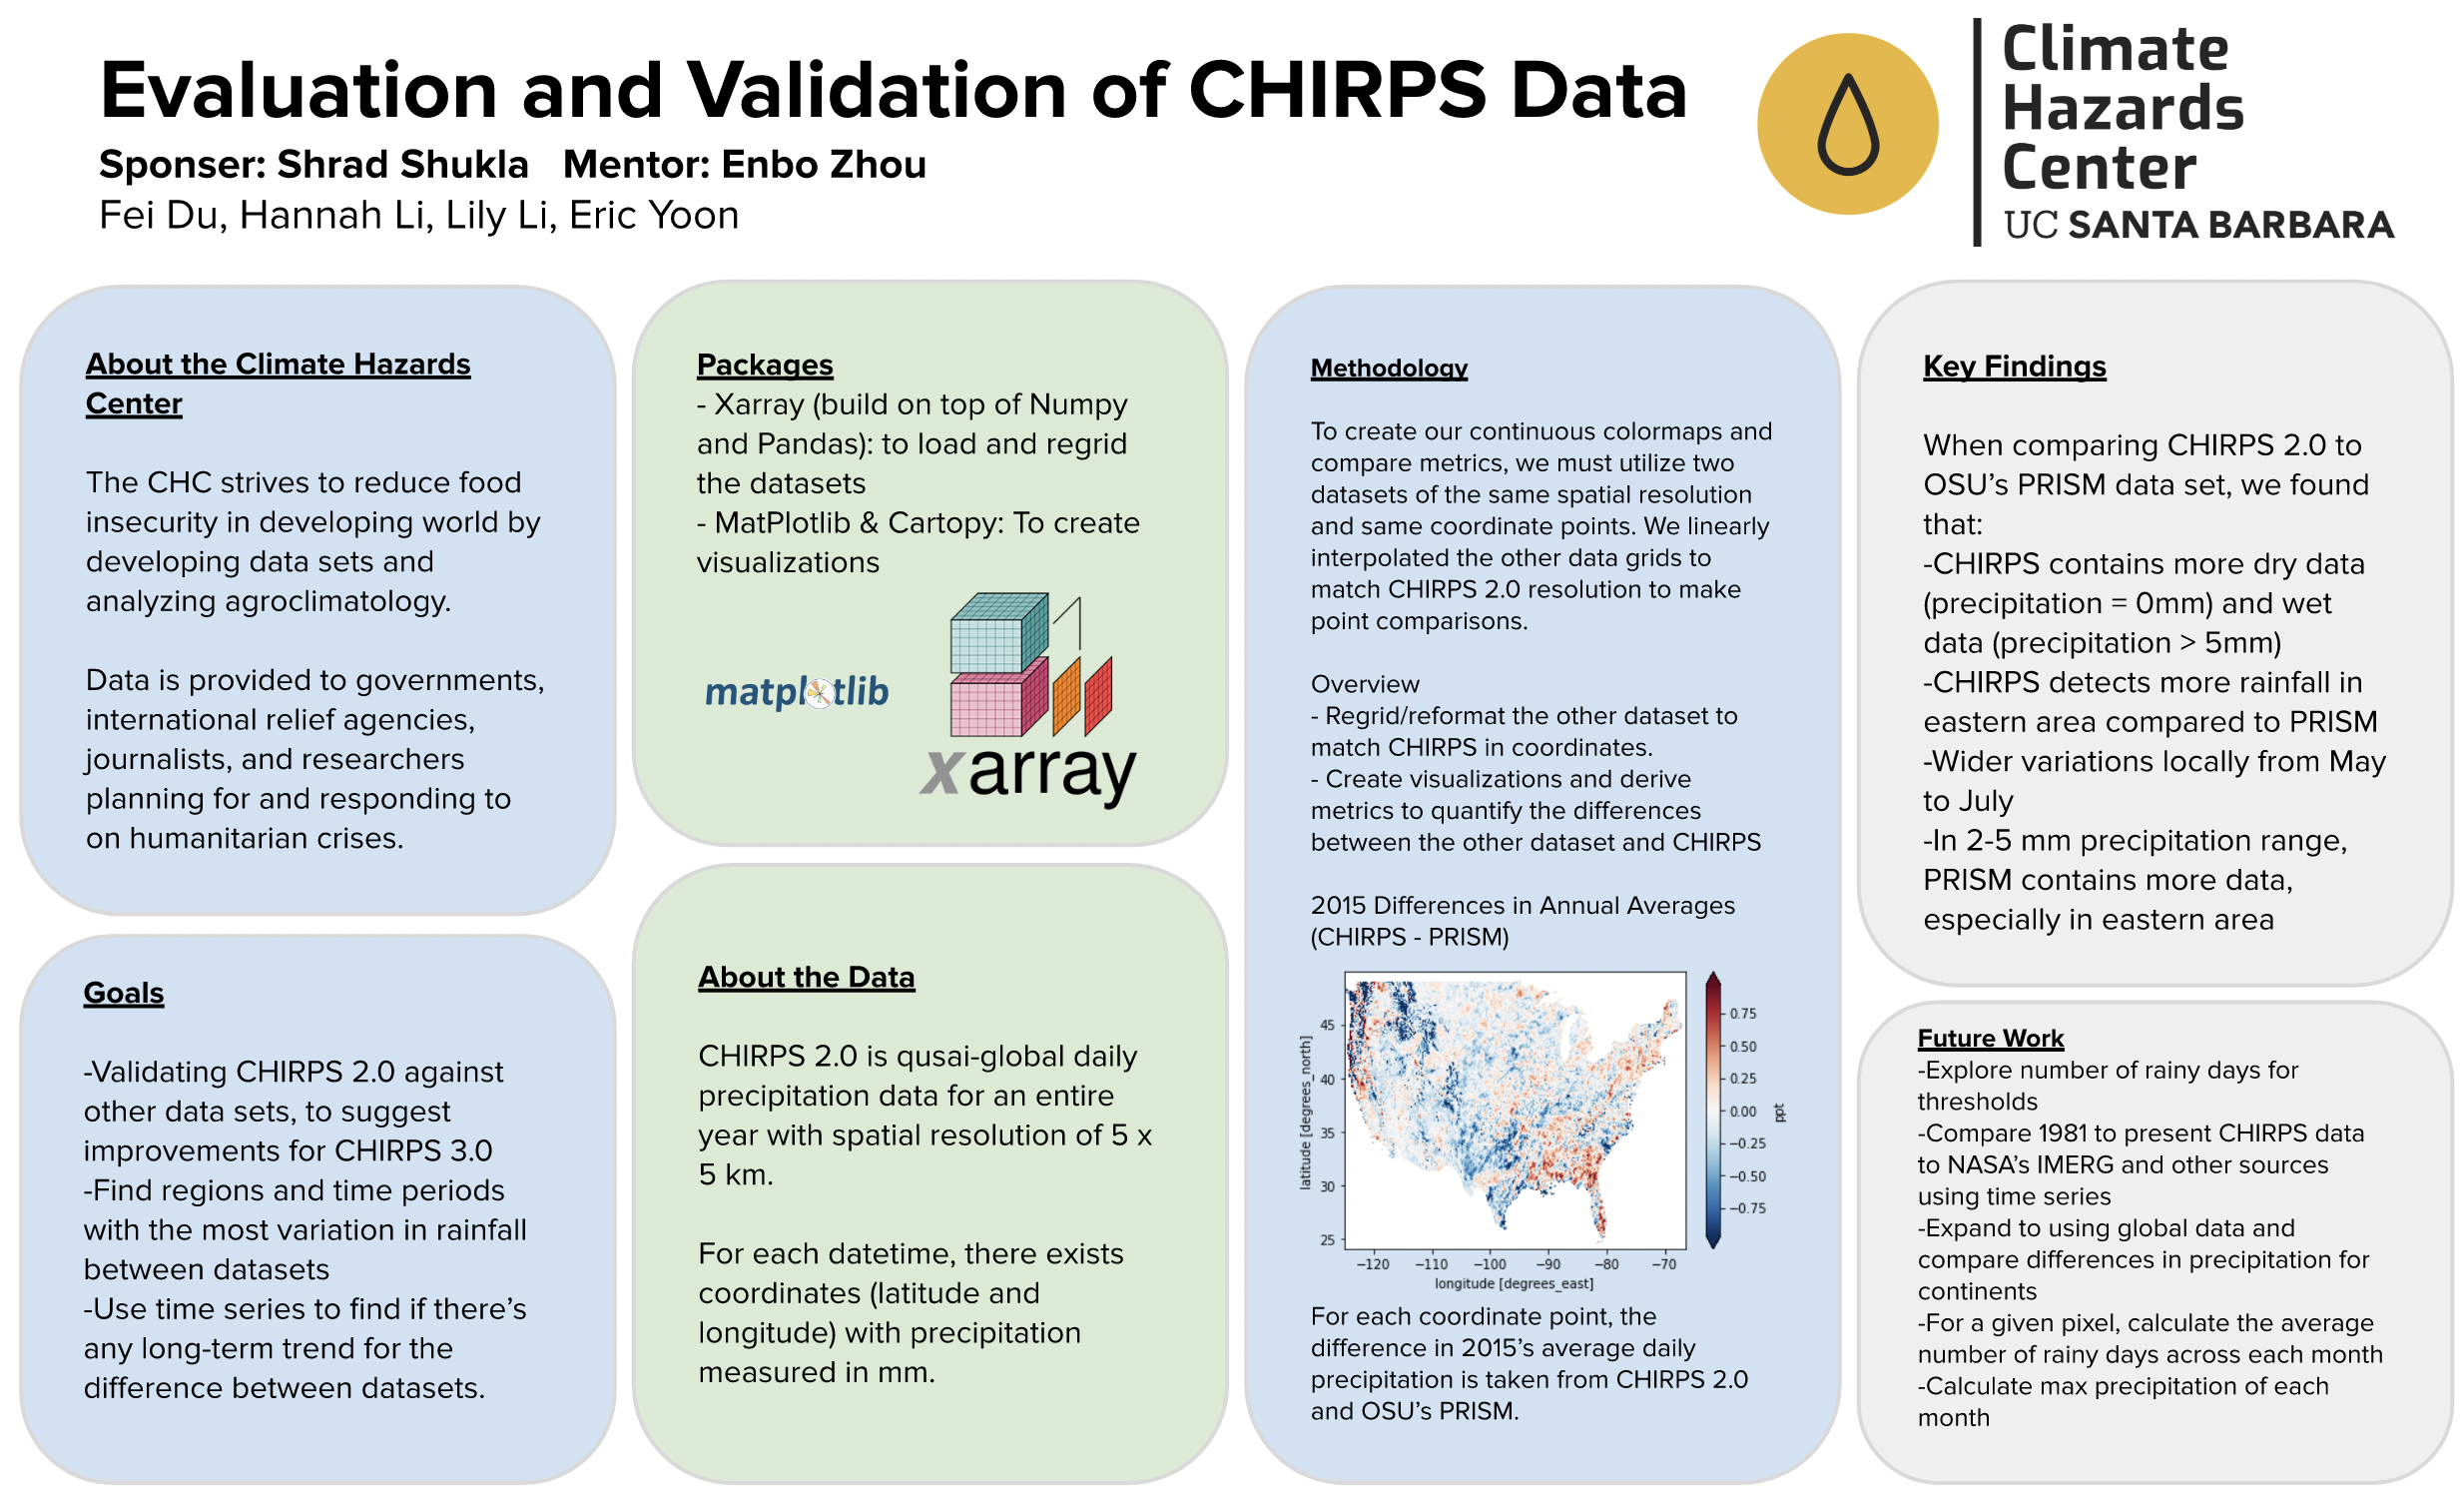 Evaluation and Validation of CHIRPS Data
Sponser: Shrad Shukla   Mentor: Enbo Zhou
Fei Du, Hannah Li, Lily Li, Eric Yoon
Climate
Hazards
Center
UC SANTA BARBARA
About the Climate Hazards
Center
The CHC strives to reduce food
insecurity in developing world by
developing data sets and
analyzing agroclimatology.
Data is provided to governments,
international relief agencies,
journalists, and researchers
planning for and responding to
on humanitarian crises.
Goals
-Validating CHIRPS 2.0 against
other data sets, to suggest
improvements for CHIRPS 3.0
-Find regions and time periods
with the most variation in rainfall
between datasets
-Use time series to find if there's
any long-term trend for the
difference between datasets.
Packages
- Xarray (build on top of Numpy
and Pandas): to load and regrid
the datasets
- MatPlotlib & Cartopy: To create
visualizations
matplotlib
xarray
About the Data
CHIRPS 2.0 is qusai-global daily
precipitation data for an entire
year with spatial resolution of 5 x
5 km.
For each datetime, there exists
coordinates (latitude and
longitude) with precipitation
measured in mm.
Methodology
To create our continuous colormaps and
compare metrics, we must utilize two
datasets of the same spatial resolution
and same coordinate points. We linearly
interpolated the other data grids to
match CHIRPS 2.0 resolution to make
point comparisons.
Overview
- Regrid/reformat the other dataset to
match CHIRPS in coordinates.
- Create visualizations and derive
metrics to quantify the differences
between the other dataset and CHIRPS
2015 Differences in Annual Averages
(CHIRPS - PRISM)
latitude [degrees_north]
45
40
35
30
25
−120 −110 −100 −90 −80 −70
longitude [degrees_east]
0.75
0.50
0.25
0.00
−0.25
−0.50
−0.75
ppt
For each coordinate point, the
difference in 2015's average daily
precipitation is taken from CHIRPS 2.0
and OSU's PRISM.
Key Findings
When comparing CHIRPS 2.0 to
OSU's PRISM data set, we found
that:
-CHIRPS contains more dry data
(precipitation = 0mm) and wet
data (precipitation > 5mm)
-CHIRPS detects more rainfall in
eastern area compared to PRISM
-Wider variations locally from May
to July
-In 2-5 mm precipitation range,
PRISM contains more data,
especially in eastern area
Future Work
-Explore number of rainy days for
thresholds
-Compare 1981 to present CHIRPS data
to NASA's IMERG and other sources
using time series
-Expand to using global data and
compare differences in precipitation for
continents
-For a given pixel, calculate the average
number of rainy days across each month
-Calculate max precipitation of each
month